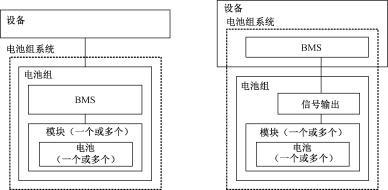 设备
电池组系统
电池组
BMS
模块（一个或多个）
电池
（一个或多个）
设备
电池组系统
BMS
电池组
信号输出
模块（一个或多个）
电池
（一个或多个）